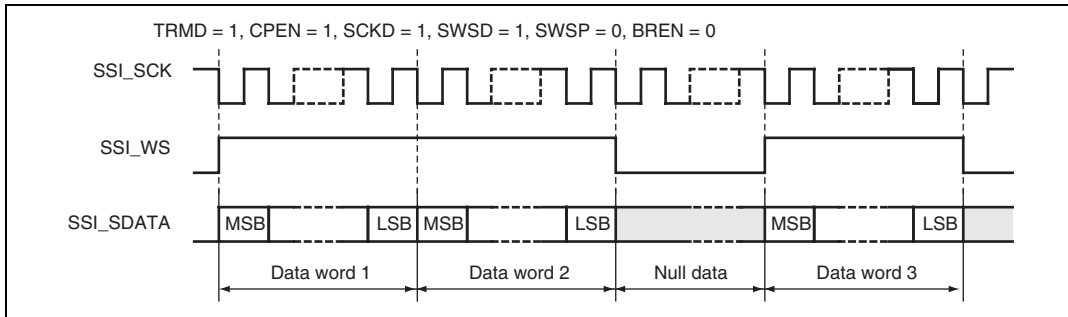 TRMD = 1, CPEN = 1, SCKD = 1, SWSD = 1, SWSP = 0, BREN = 0
SSI_SCK
SSI_WS
SSI_SDATA
MSB LSB MSB LSB MSB LSB
Data word 1 Data word 2 Null data Data word 3